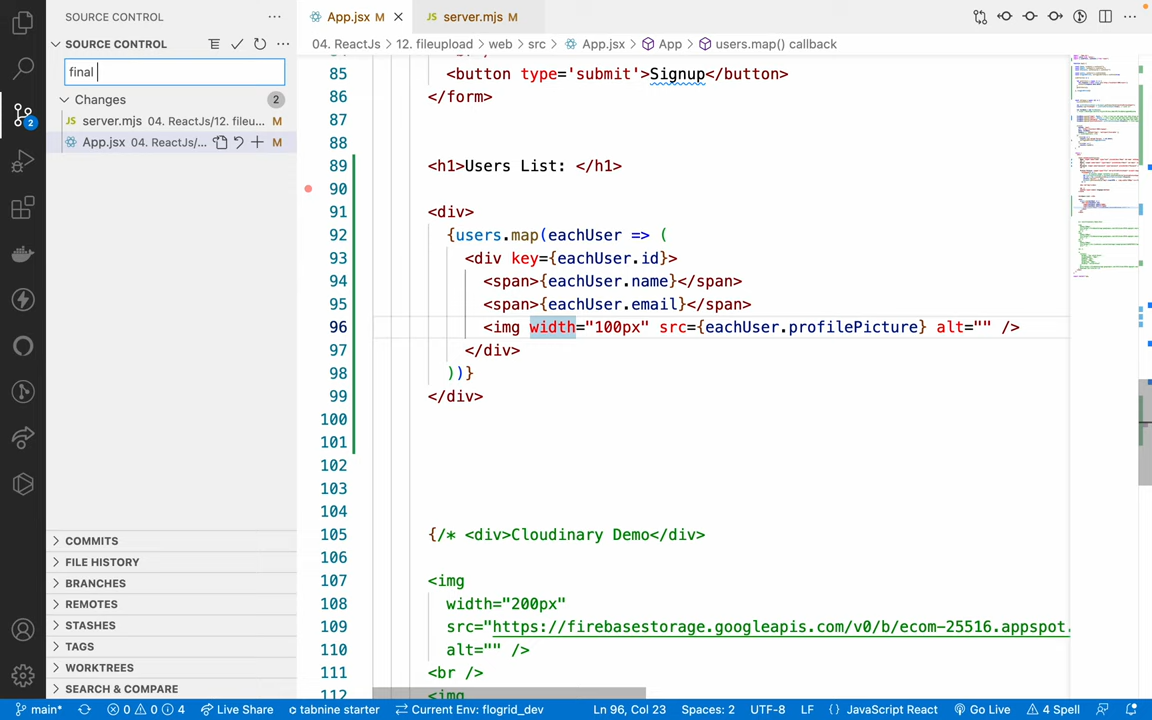 SOURCE CONTROL
App.jsx M
JS server.mjs M
SOURCE CONTROL
04. ReactJs > 12. fileupload > web > src > App.jsx > App > users.map() callback
final
Changes 2
JS server.mjs 04. ReactJs/12. fileu... M
App.jsx 04. ReactJs/... M
85 <button type='submit'>Signup</button>
86 </form>
87
88
89 <h1>Users List: </h1>
90
91 <div>
92 {users.map(eachUser => (
93 <div key={eachUser.id}>
94 <span>{eachUser.name}</span>
95 <span>{eachUser.email}</span>
96 <img width="100px" src={eachUser.profilePicture} alt="" />
97 </div>
98 ))}
99 </div>
100
101
102
103
104
105 {/* <div>Cloudinary Demo</div>
106
107 <img
108 width="200px"
109 src="https://firebasestorage.googleapis.com/v0/b/ecom-25516.appspot.
110 alt="" />
111 <br />
112 <img
COMMITS
FILE HISTORY
BRANCHES
REMOTES
STASHES
TAGS
WORKTREES
SEARCH & COMPARE
2
main* 0 0 4 Live Share tabnine starter Current Env: flogrid_dev Ln 96, Col 23 Spaces: 2 UTF-8 LF {} JavaScript React Go Live 4 Spell